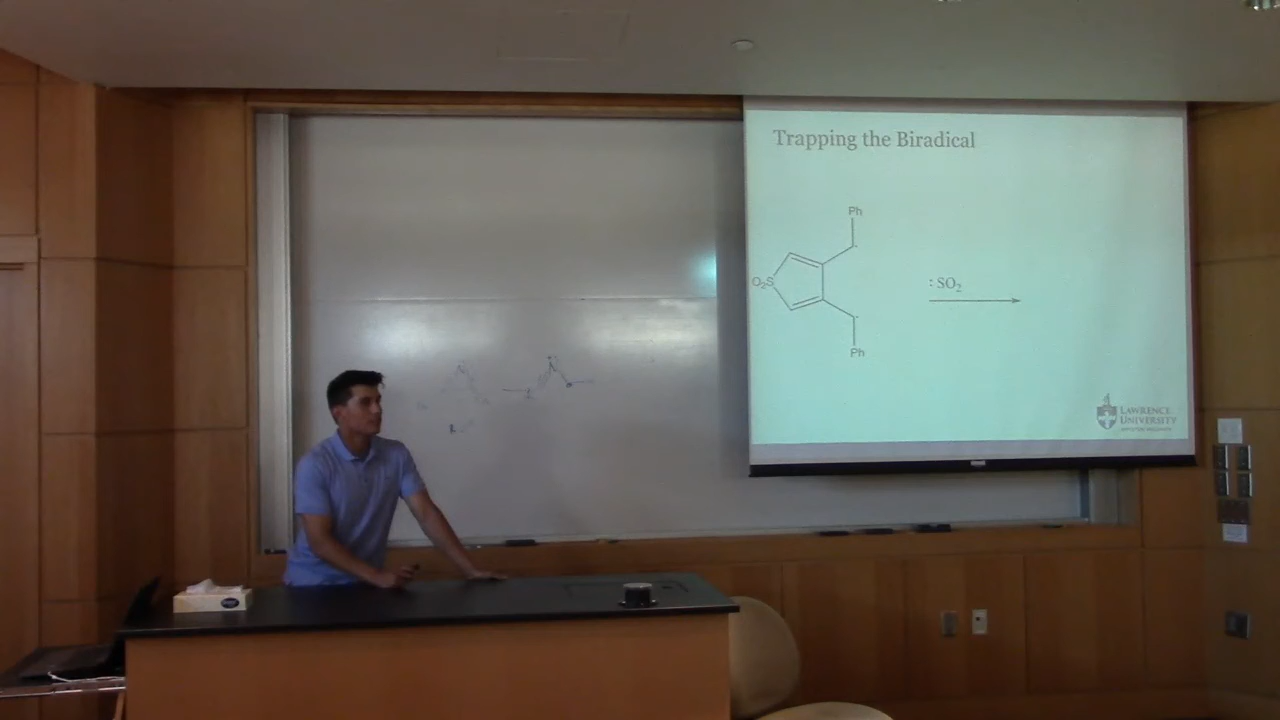 Trapping the Biradical
Ph
O₂S
: SO₂
Ph
LAWRENCE
UNIVERSITY